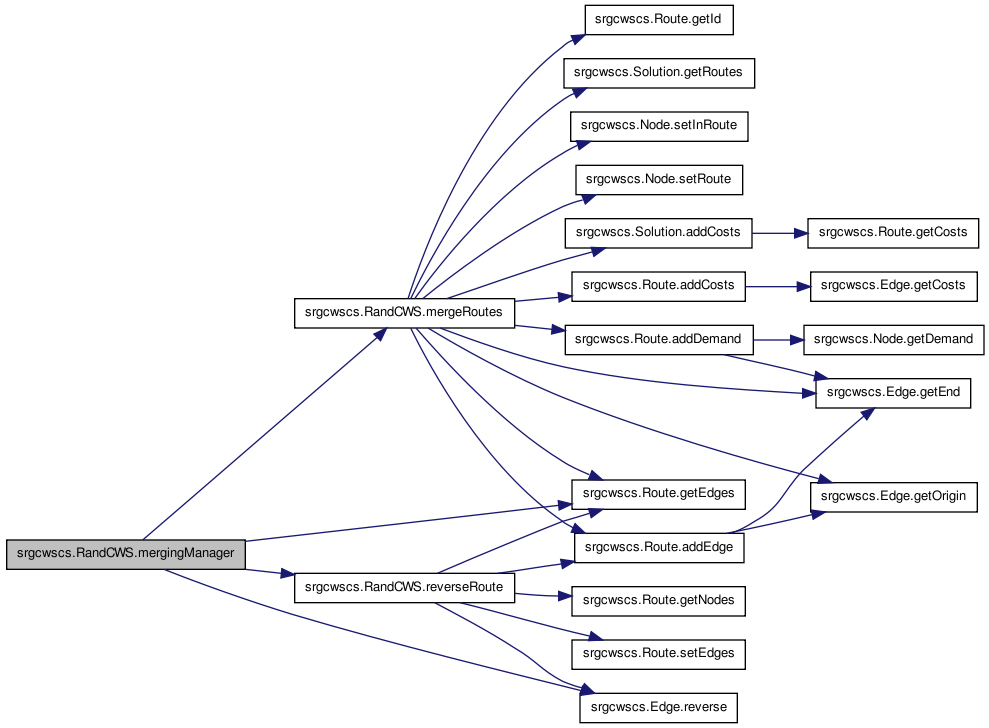 srgcwscs.Route.getId
srgcwscs.Solution.getRoutes
srgcwscs.Node.setInRoute
srgcwscs.Node.setRoute
srgcwscs.Solution.addCosts
srgcwscs.Route.getCosts
srgcwscs.Route.addCosts
srgcwscs.Edge.getCosts
srgcwscs.RandCWS.mergeRoutes
srgcwscs.Route.addDemand
srgcwscs.Node.getDemand
srgcwscs.Edge.getEnd
srgcwscs.Route.getEdges
srgcwscs.Edge.getOrigin
srgcwscs.RandCWS.mergingManager
srgcwscs.Route.addEdge
srgcwscs.RandCWS.reverseRoute
srgcwscs.Route.getNodes
srgcwscs.Route.setEdges
srgcwscs.Edge.reverse